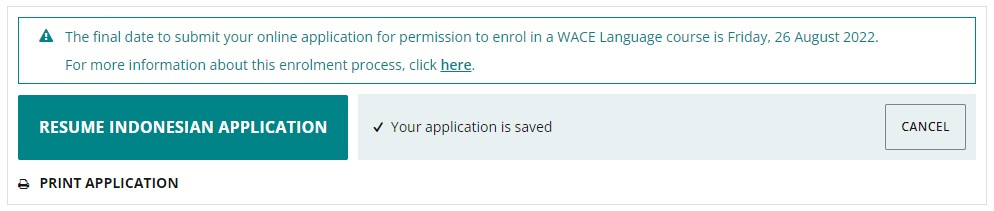 The final date to submit your online application for permission to enrol in a WACE Language course is Friday, 26 August 2022.
For more information about this enrolment process, click here.
RESUME INDONESIAN APPLICATION
Your application is saved
CANCEL
PRINT APPLICATION